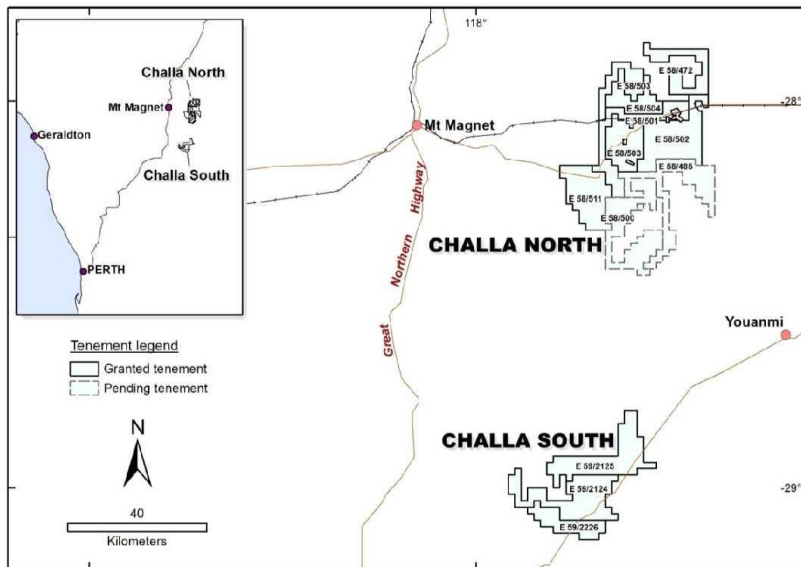 118°
Challa North
Mt Magnet
Geraldton
Challa South
PERTH
E 58/472
E 58/503
-28°
E 58/504
E 58/501
Mt Magnet
E 58/502
E 58/503
E 58/485
E 58/511
E 58/500
CHALLA NORTH
Great Northern Highway
Youanmi
Tenement legend
Granted tenement
Pending tenement
N
CHALLA SOUTH
E 59/2125
E 59/2124
-29°
40
E 59/2226
Kilometers